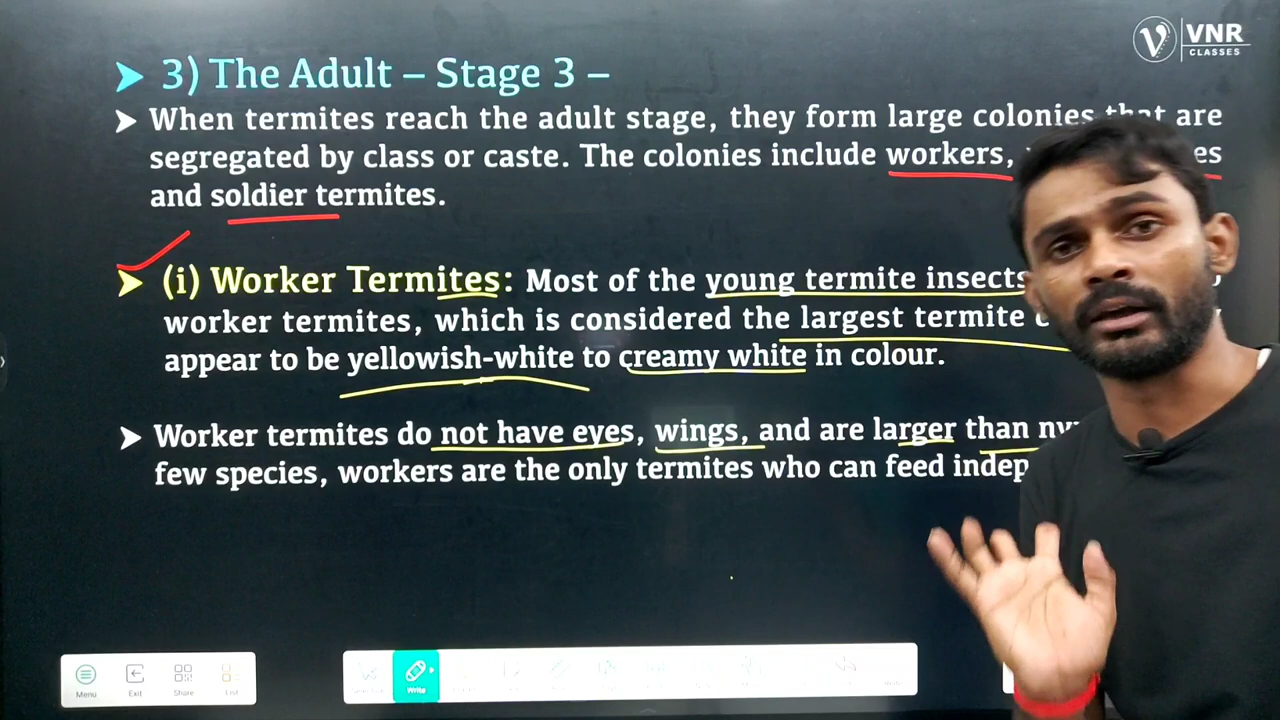 VNR
CLASSES
3) The Adult – Stage 3 –
When termites reach the adult stage, they form large colonies that are
segregated by class or caste. The colonies include workers,
and soldier termites.
(i) Worker Termites: Most of the young termite insects
worker termites, which is considered the largest termite
appear to be yellowish-white to creamy white in colour.
Worker termites do not have eyes, wings, and are larger than
few species, workers are the only termites who can feed
Menu
Exit
Share
List
Write